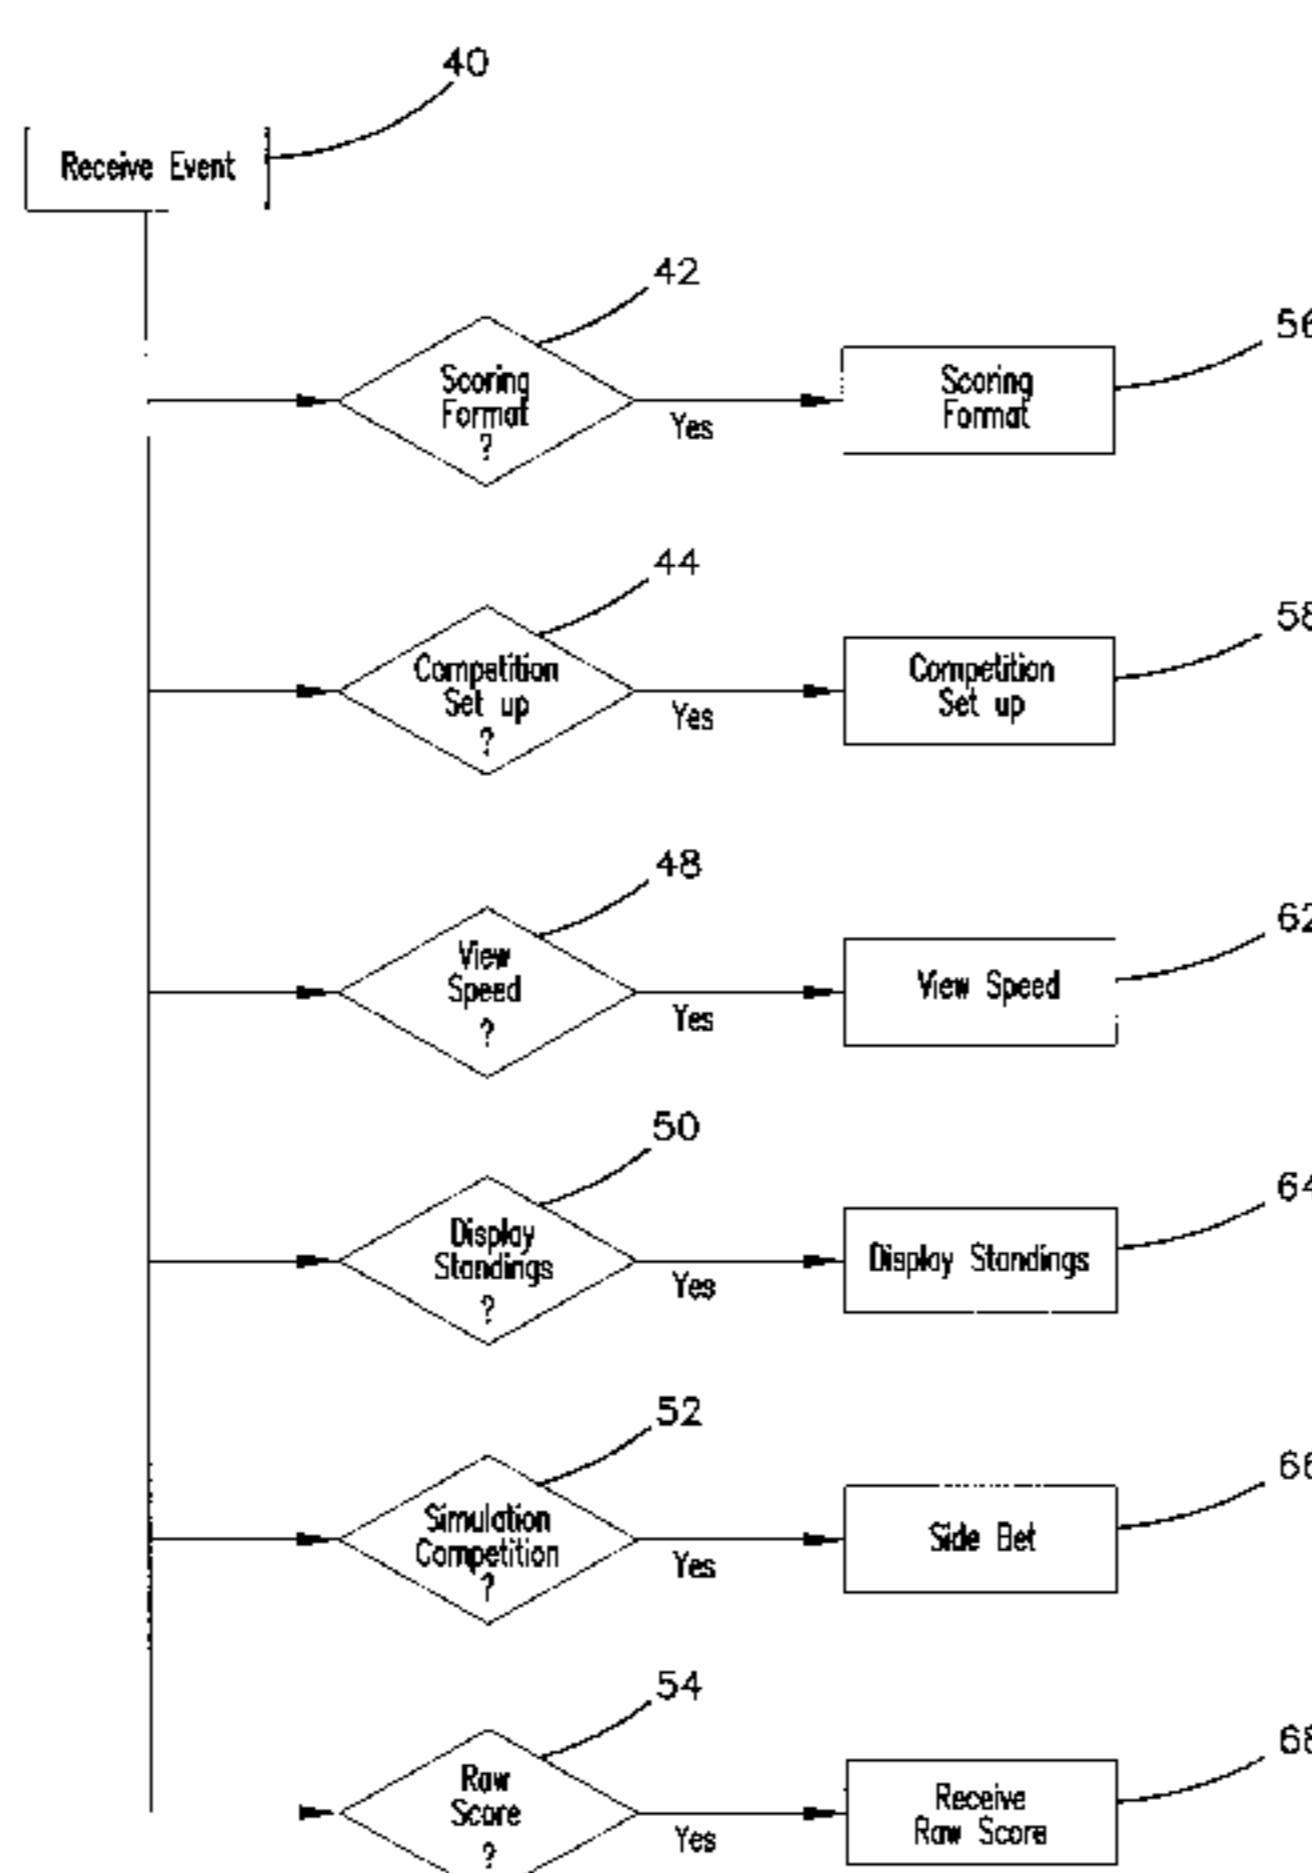 40
Receive Event
42
56
Scoring
Format
?
Yes
Scoring
Format
44
58
Competition
Set up
?
Yes
Competition
Set up
48
62
View
Speed
?
Yes
View Speed
50
64
Display
Standings
?
Yes
Display Standings
52
66
Simulation
Competition
?
Yes
Side Bet
54
68
Raw
Score
?
Yes
Receive
Raw Score